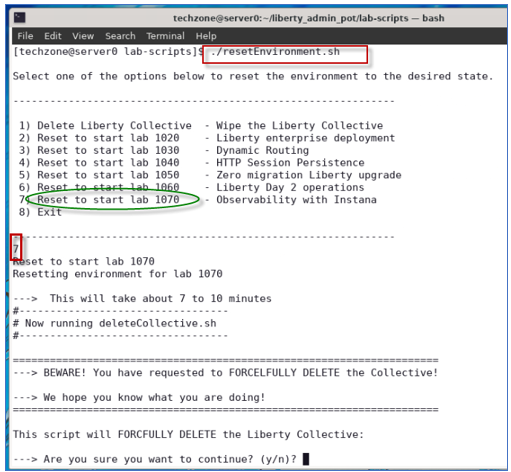 techzone@server0:~/liberty_admin_pot/lab-scripts — bash
File Edit View Search Terminal Help
[techzone@server0 lab-scripts]$ ./resetEnvironment.sh
Select one of the options below to reset the environment to the desired state.
------------------------------------------------------------
1) Delete Liberty Collective - Wipe the Liberty Collective
2) Reset to start lab 1020 - Liberty enterprise deployment
3) Reset to start lab 1030 - Dynamic Routing
4) Reset to start lab 1040 - HTTP Session Persistence
5) Reset to start lab 1050 - Zero migration Liberty upgrade
6) Reset to start lab 1060 - Liberty Day 2 operations
7) Reset to start lab 1070 - Observability with Instana
8) Exit
------------------------------------------------------------
7
Reset to start lab 1070
Resetting environment for lab 1070
---> This will take about 7 to 10 minutes
#---------------------------------
# Now running deleteCollective.sh
#---------------------------------
===================================================================
---> BEWARE! You have requested to FORCELFULLY DELETE the Collective!
---> We hope you know what you are doing!
===================================================================
This script will FORCFULLY DELETE the Liberty Collective:
---> Are you sure you want to continue? (y/n)?